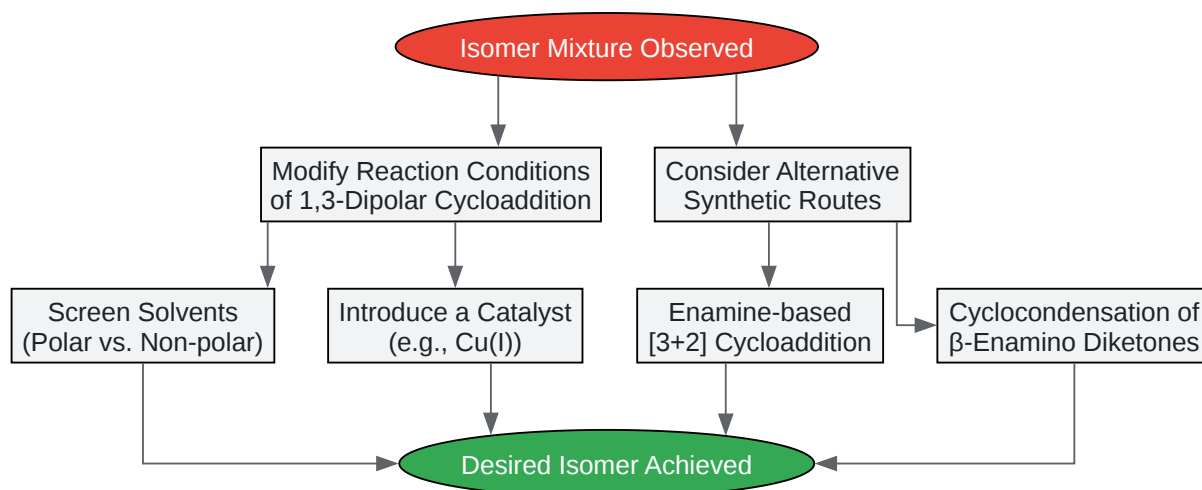 Isomer Mixture Observed
Modify Reaction Conditions
of 1,3-Dipolar Cycloaddition
Consider Alternative
Synthetic Routes
Screen Solvents
(Polar vs. Non-polar)
Introduce a Catalyst
(e.g., Cu(I))
Enamine-based
[3+2] Cycloaddition
Cyclocondensation of
β-Enamino Diketones
Desired Isomer Achieved